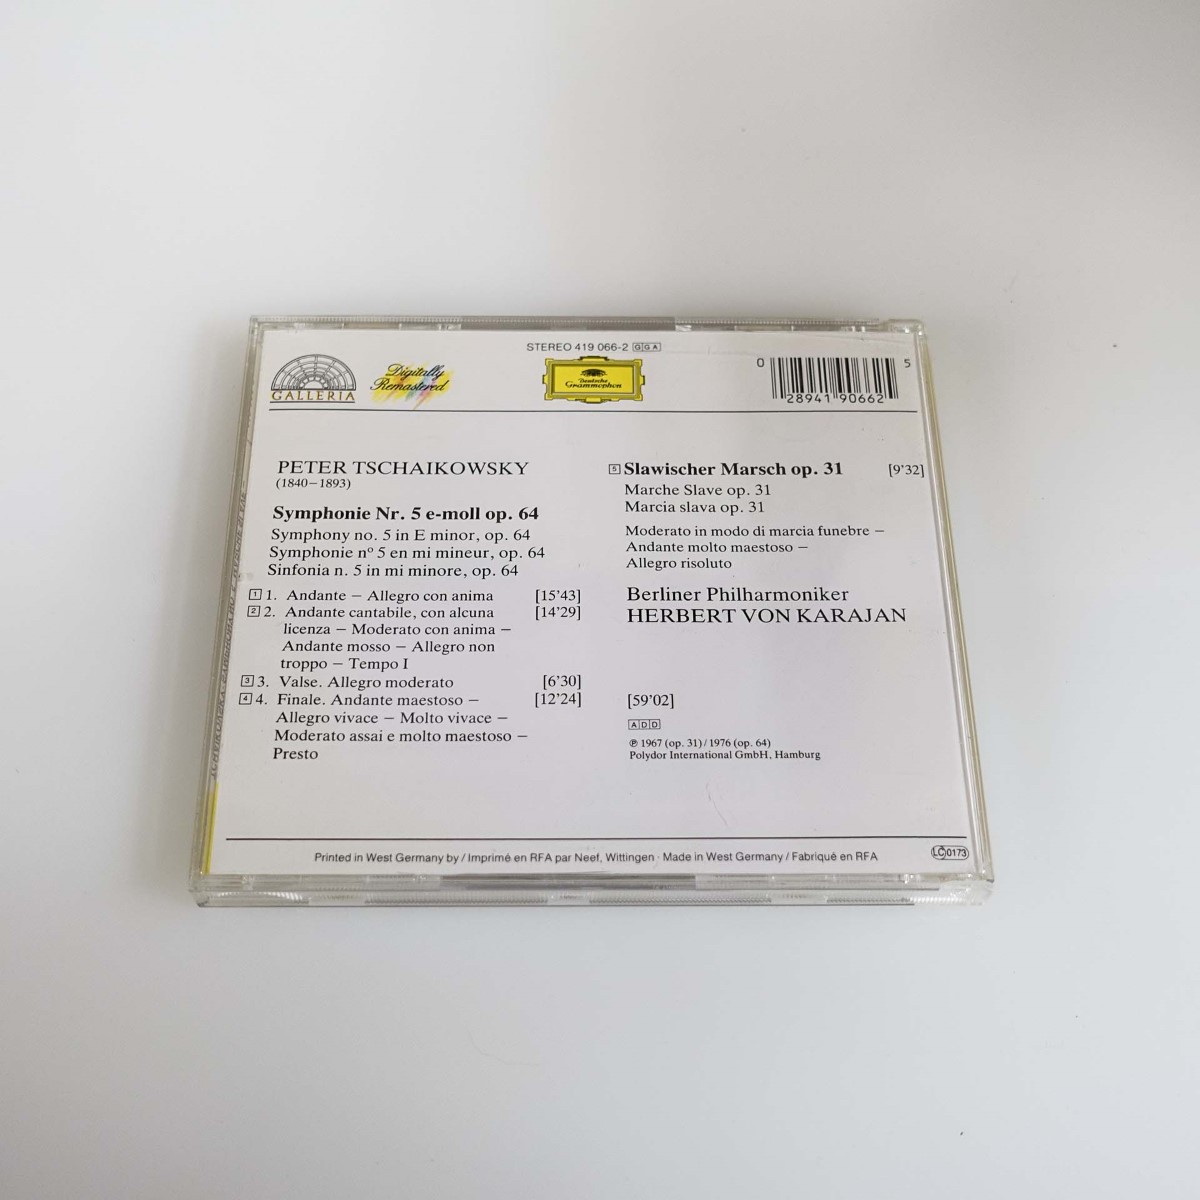 STEREO 419 066-2 GGA
GALLERIA
Digitally
Remastered
Deutsche
Grammophon
0 28941 90662 5
PETER TSCHAIKOWSKY
(1840–1893)
Symphonie Nr. 5 e-moll op. 64
Symphony no. 5 in E minor, op. 64
Symphonie nº 5 en mi mineur, op. 64
Sinfonia n. 5 in mi minore, op. 64
1 1. Andante – Allegro con anima [15'43]
2 2. Andante cantabile, con alcuna [14'29]
licenza – Moderato con anima –
Andante mosso – Allegro non
troppo – Tempo I
3 3. Valse. Allegro moderato [6'30]
4 4. Finale. Andante maestoso – [12'24]
Allegro vivace – Molto vivace –
Moderato assai e molto maestoso –
Presto
5 Slawischer Marsch op. 31 [9'32]
Marche Slave op. 31
Marcia slava op. 31
Moderato in modo di marcia funebre –
Andante molto maestoso –
Allegro risoluto
Berliner Philharmoniker
HERBERT VON KARAJAN
[59'02]
ADD
℗ 1967 (op. 31) / 1976 (op. 64)
Polydor International GmbH, Hamburg
Printed in West Germany by / Imprimé en RFA par Neef, Wittingen · Made in West Germany / Fabriqué en RFA
LC 0173